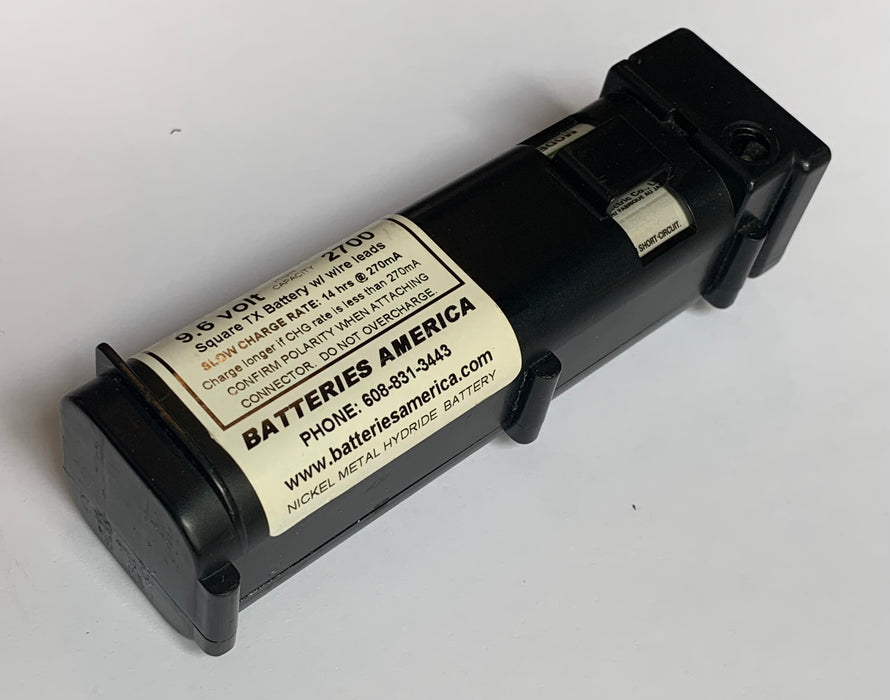 9.6 volt CAPACITY 2700
Square TX Battery w/ wire leads
SLOW CHARGE RATE: 14 hrs @ 270mA
Charge longer if CHG rate is less than 270mA
CONFIRM POLARITY WHEN ATTACHING
CONNECTOR. DO NOT OVERCHARGE.
BATTERIES AMERICA
PHONE: 608-831-3443
www.batteriesamerica.com
NICKEL METAL HYDRIDE BATTERY
SHORT-CIRCUIT.